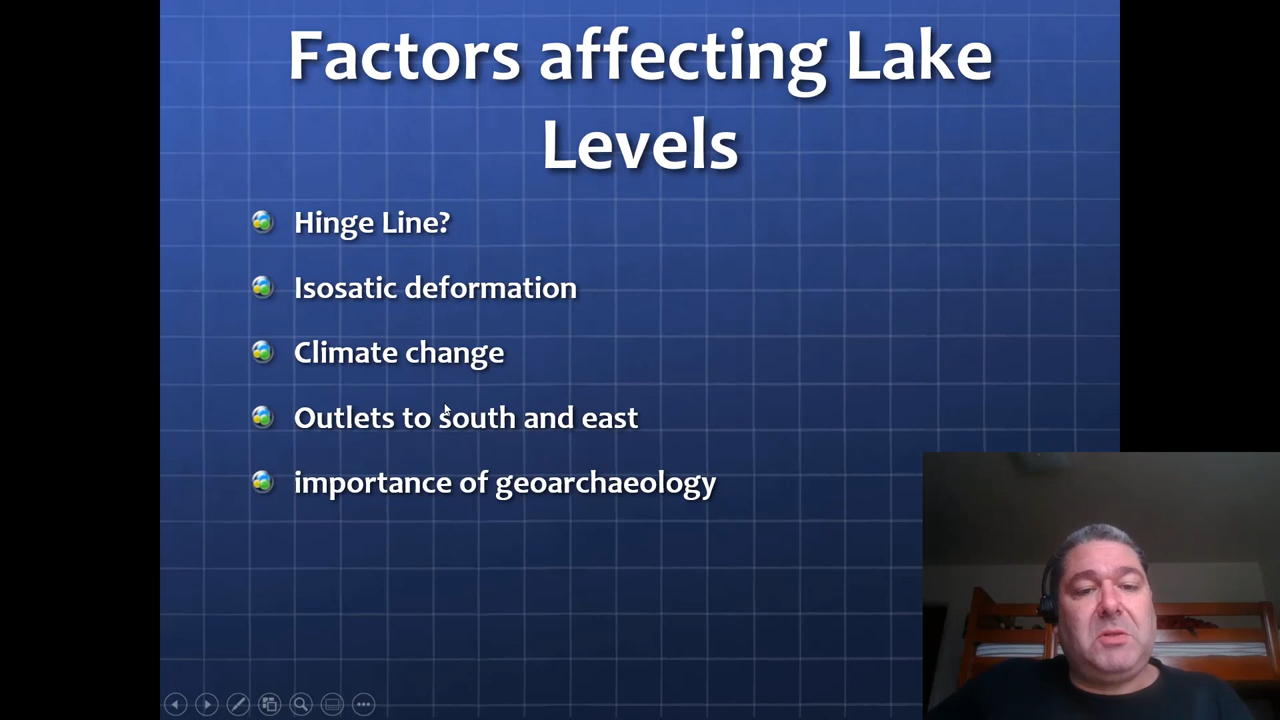 Factors affecting Lake
Levels
Hinge Line?
Isosatic deformation
Climate change
Outlets to south and east
importance of geoarchaeology